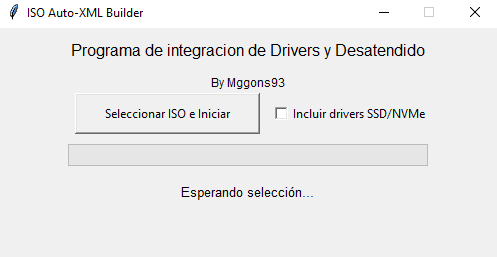 ISO Auto-XML Builder
Programa de integracion de Drivers y Desatendido
By Mggons93
Seleccionar ISO e Iniciar
Incluir drivers SSD/NVMe
Esperando selección...